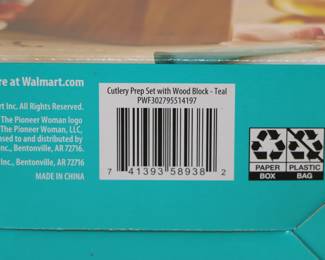 re at Walmart.com
rt Inc. All Rights Reserved.
The Pioneer Woman logo
The Pioneer Woman, LLC,
nsed to and distributed by
Inc., Bentonville, AR 72716.
Inc., Bentonville, AR 72716
MADE IN CHINA
Cutlery Prep Set with Wood Block - Teal
PWF302795514197
7 41393 58938 2
PAPER
BOX
PLASTIC
BAG